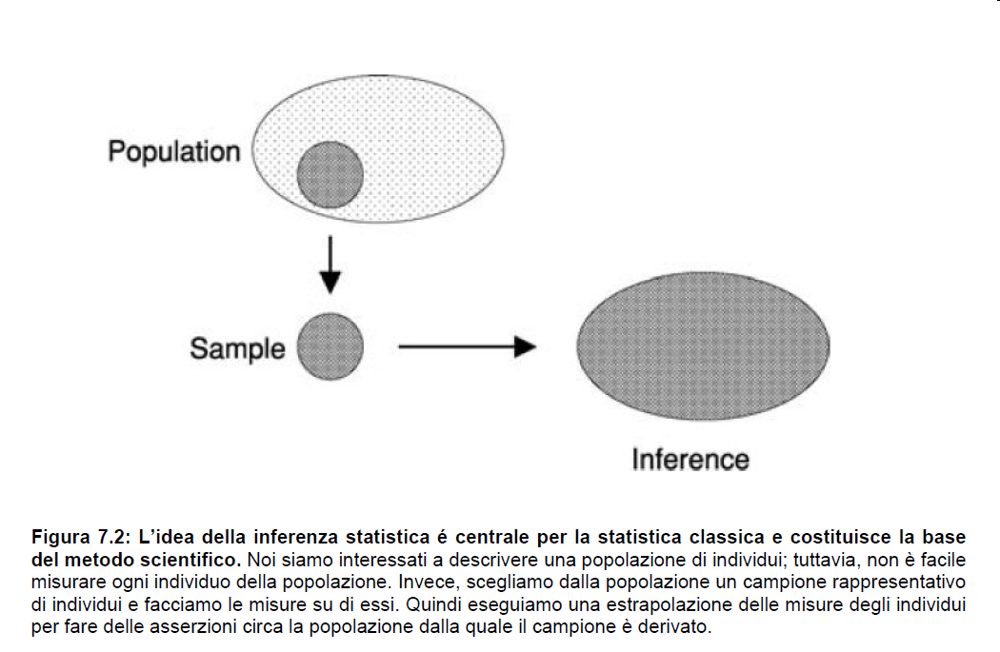 Population
Sample
Inference
Figura 7.2: L’idea della inferenza statistica é centrale per la statistica classica e costituisce la base
del metodo scientifico. Noi siamo interessati a descrivere una popolazione di individui; tuttavia, non è facile
misurare ogni individuo della popolazione. Invece, scegliamo dalla popolazione un campione rappresentativo
di individui e facciamo le misure su di essi. Quindi eseguiamo una estrapolazione delle misure degli individui
per fare delle asserzioni circa la popolazione dalla quale il campione è derivato.